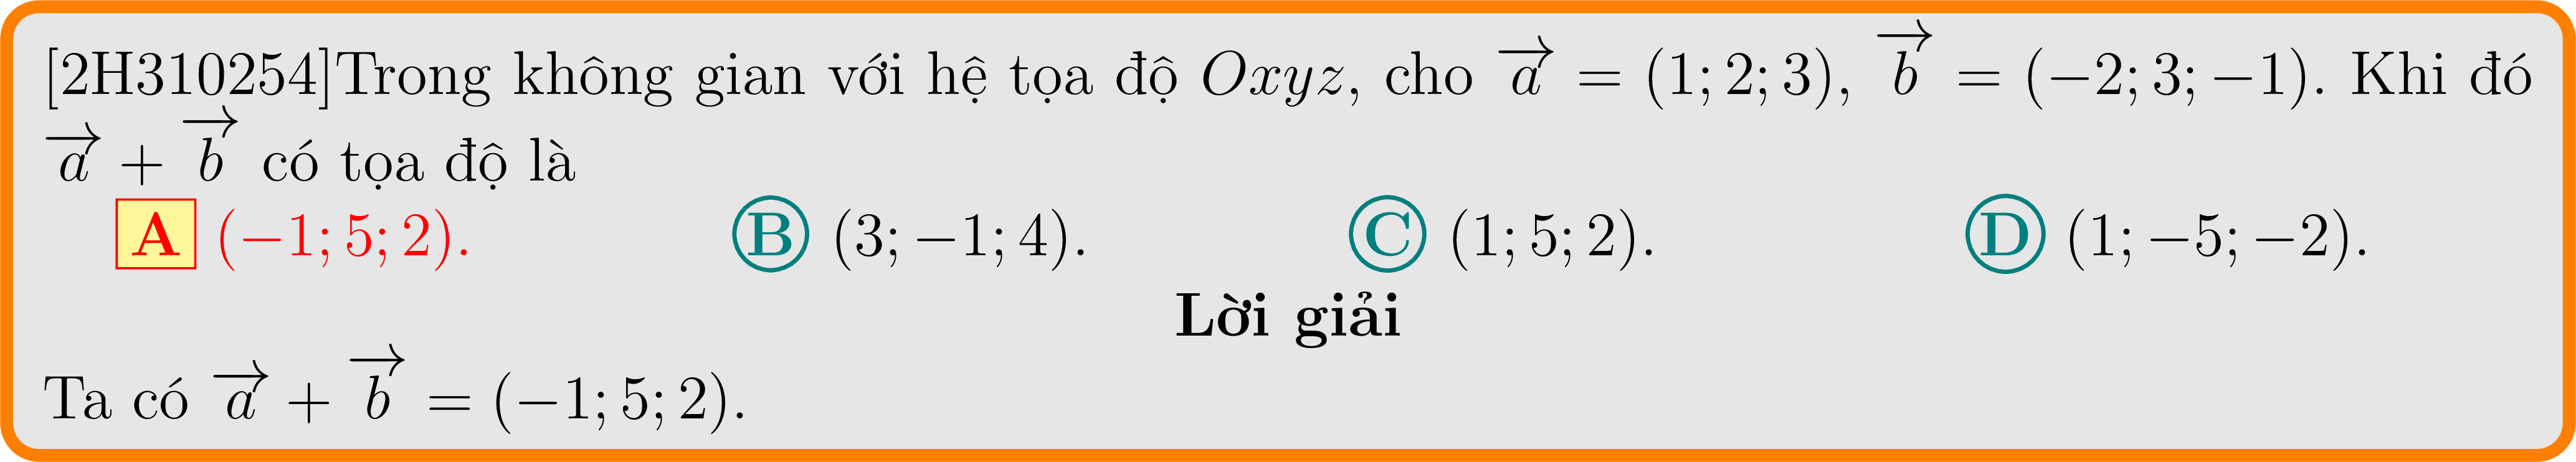 [2H310254]Trong không gian với hệ tọa độ $Oxyz$, cho $\overrightarrow{a} = (1; 2; 3)$, $\overrightarrow{b} = (-2; 3; -1)$. Khi đó
$\overrightarrow{a} + \overrightarrow{b}$ có tọa độ là
A (−1; 5; 2). B (3; −1; 4). C (1; 5; 2). D (1; −5; −2).
Lời giải
Ta có $\overrightarrow{a} + \overrightarrow{b} = (-1; 5; 2)$.